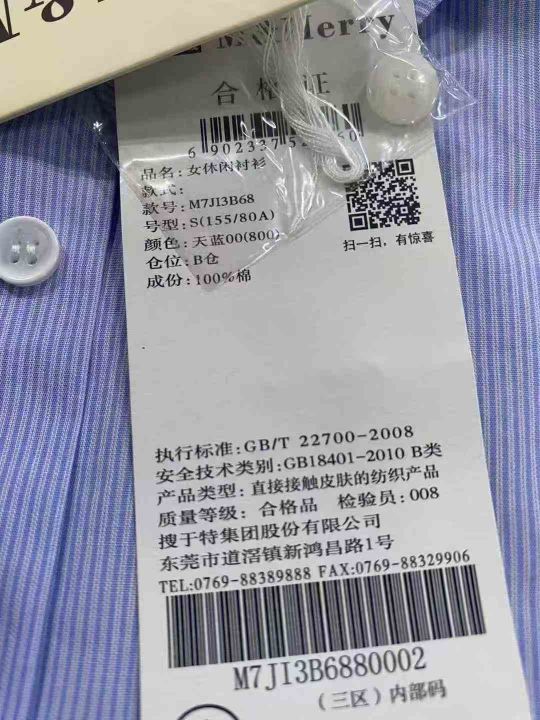 Merry
合格证
品名: 女休闲衬衫
款式:
款号: M7JI3B68
号型: S(155/80A)
颜色: 天蓝00(800)
仓位: B仓
成份: 100%棉
扫一扫, 有惊喜
执行标准: GB/T 22700-2008
安全技术类别: GB18401-2010 B类
产品类型: 直接接触皮肤的纺织产品
质量等级: 合格品 检验员: 008
搜于特集团股份有限公司
东莞市道滘镇新鸿昌路1号
TEL:0769-88389888 FAX:0769-88329906
M7JI3B6880002
(三区) 内部码